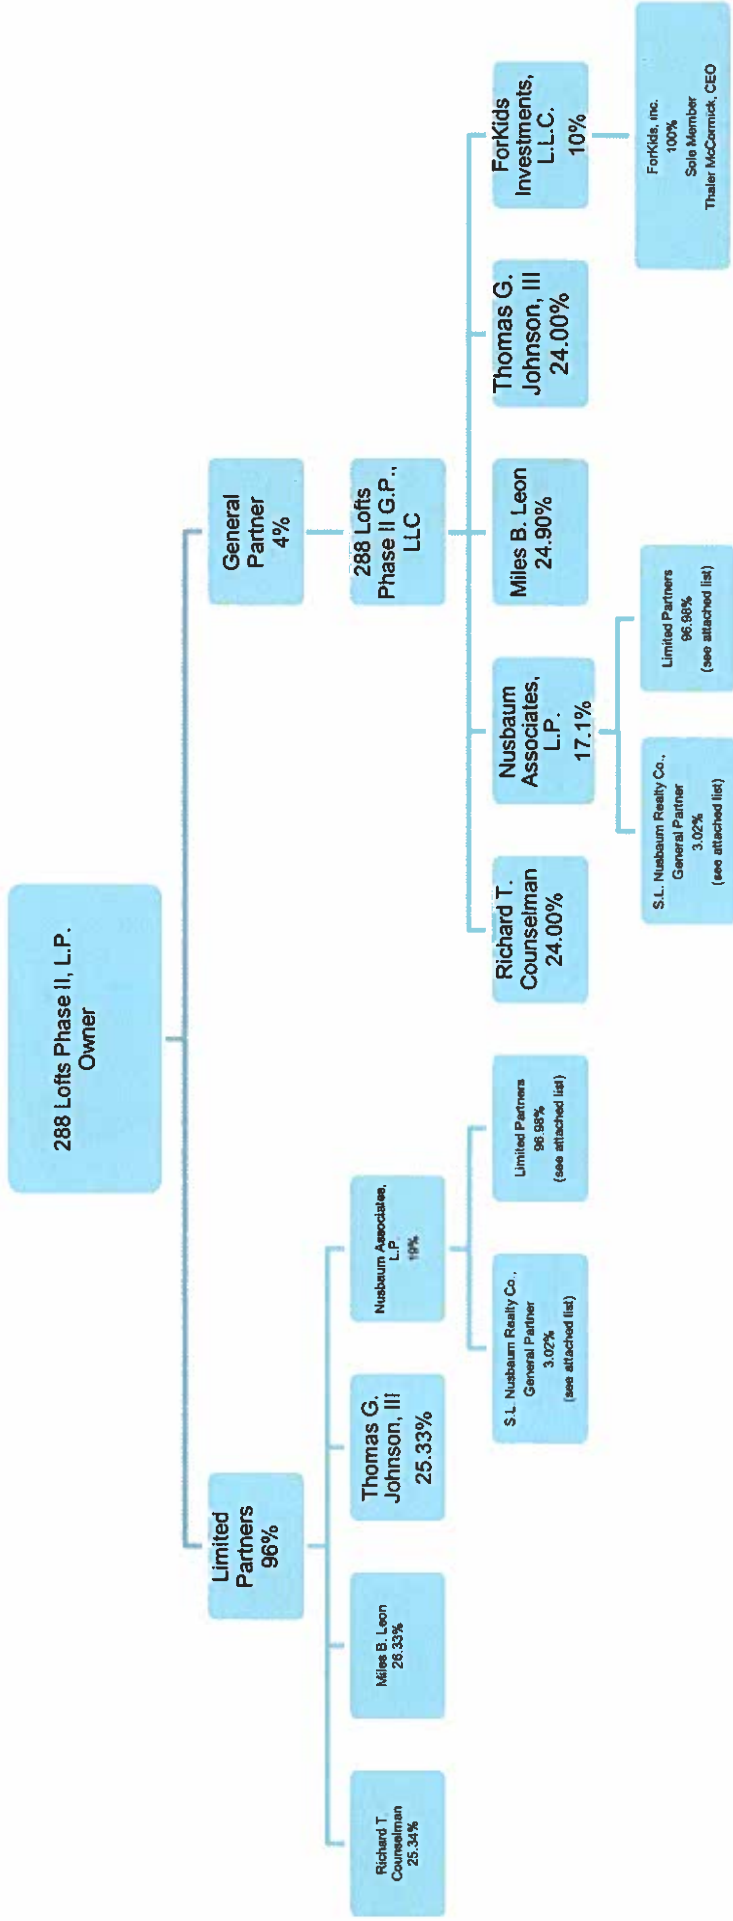 288 Lofts Phase II, L.P.
Owner
Limited
Partners
96%
General
Partner
4%
Richard T.
Counselman
25.34%
Miles B. Leon
26.33%
Thomas G.
Johnson, III
25.33%
Nusbaum Associates,
L.P.
19%
288 Lofts
Phase II G.P.,
LLC
S.L. Nusbaum Realty Co.,
General Partner
3.02%
(see attached list)
Limited Partners
96.98%
(see attached list)
Richard T.
Counselman
24.00%
Nusbaum
Associates,
L.P.
17.1%
Miles B. Leon
24.90%
Thomas G.
Johnson, III
24.00%
ForKids
Investments,
L.L.C.
10%
S.L. Nusbaum Realty Co.,
General Partner
3.02%
(see attached list)
Limited Partners
96.98%
(see attached list)
ForKids, Inc.
100%
Sole Member
Thaler McCormick, CEO